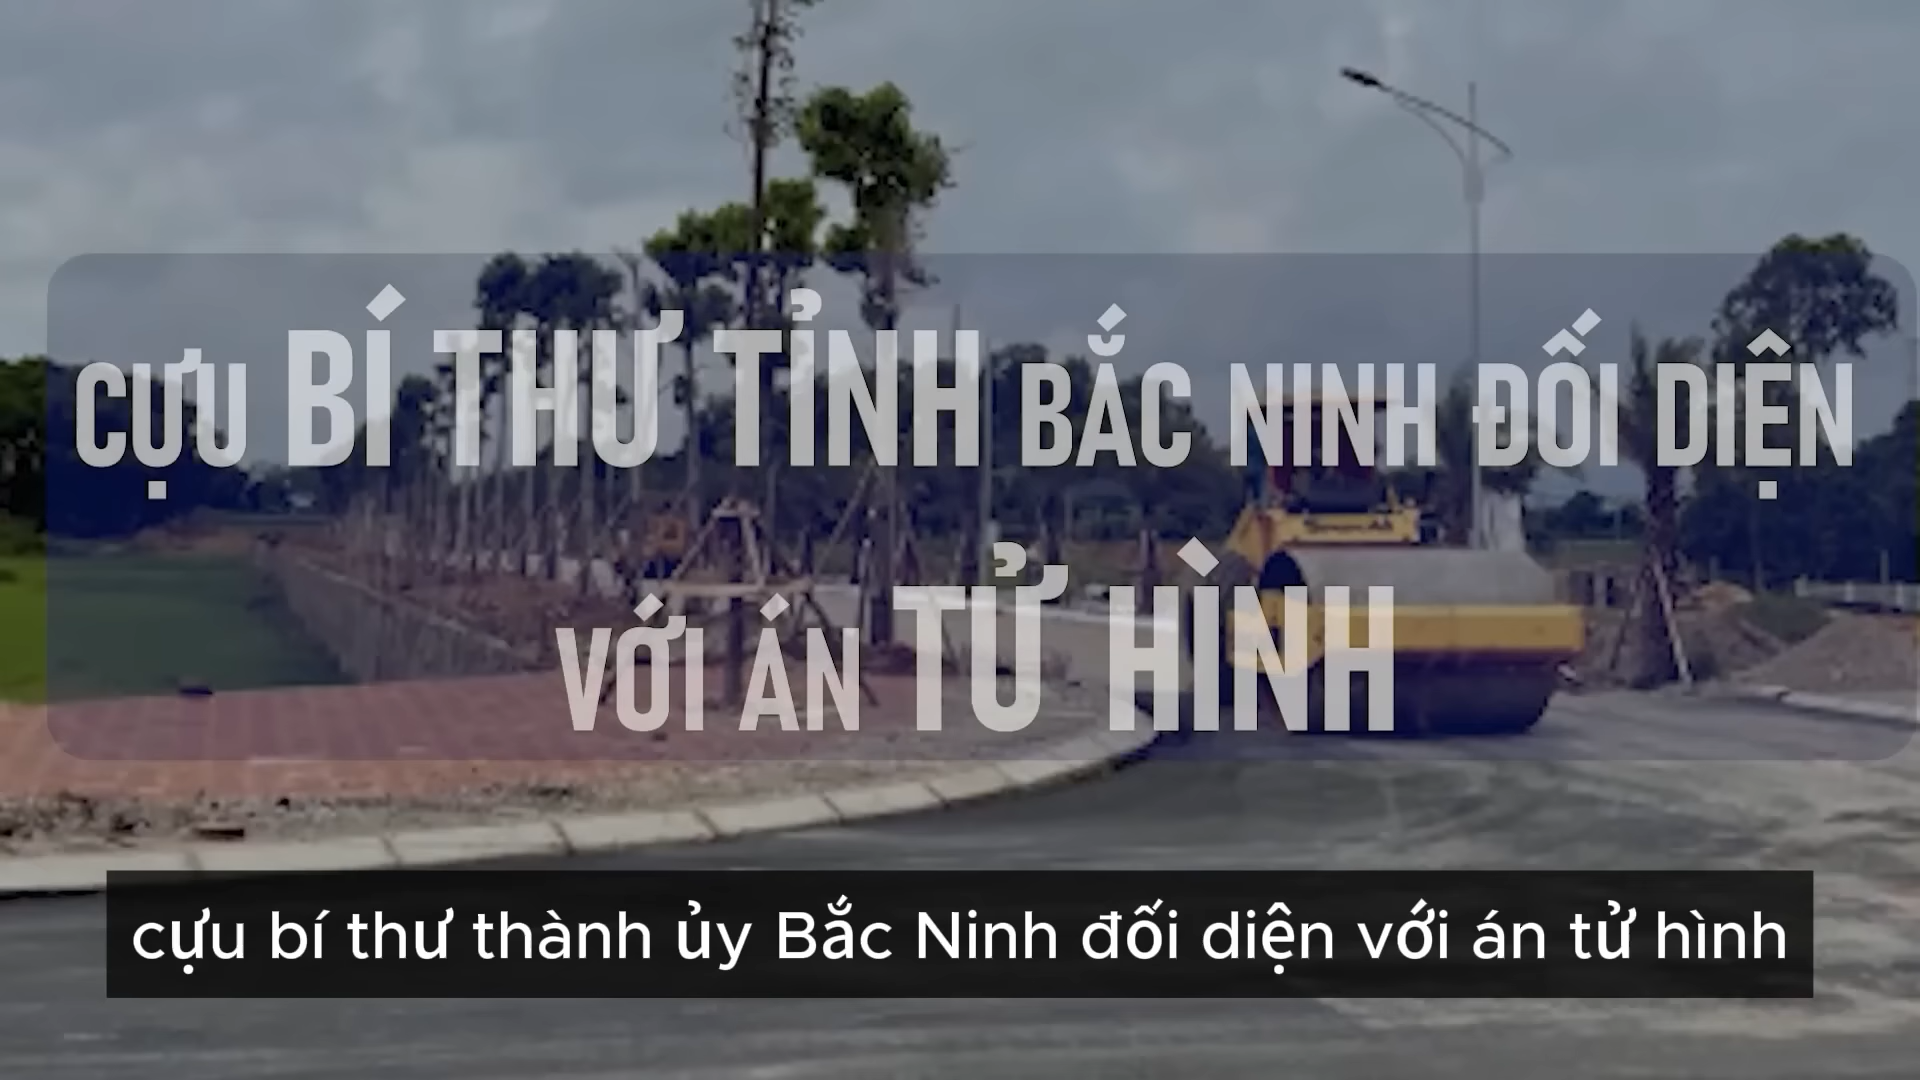 CỰU BÍ THƯ TỈNH BẮC NINH ĐỐI DIỆN
VỚI ÁN TỬ HÌNH
cựu bí thư thành ủy Bắc Ninh đối diện với án tử hình